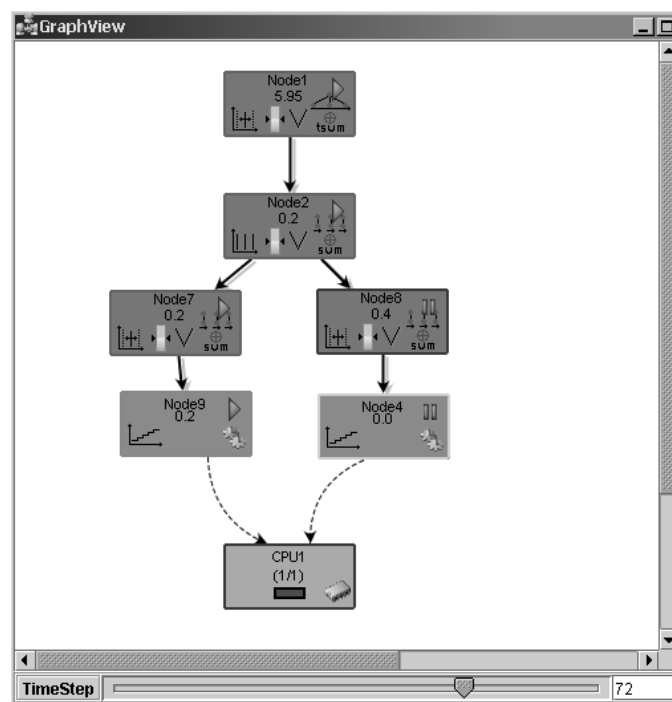 GraphView
Node1
5.95
tsum
Node2
0.2
sum
Node7
0.2
sum
Node8
0.4
sum
Node9
0.2
Node4
0.0
CPU1
(1/1)
TimeStep
72